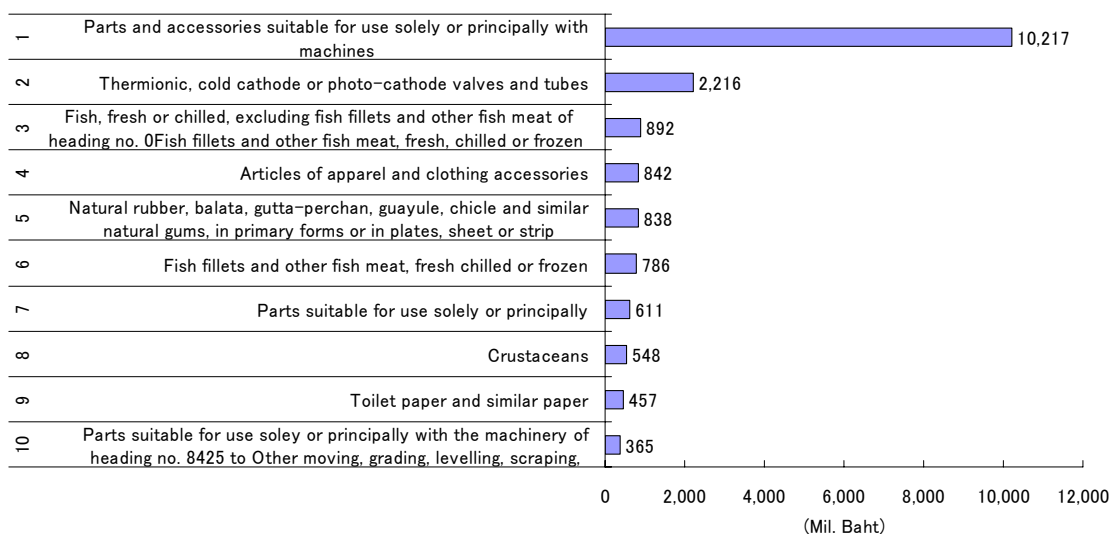 1 Parts and accessories suitable for use solely or principally with
machines 10,217
2 Thermionic, cold cathode or photo-cathode valves and tubes 2,216
3 Fish, fresh or chilled, excluding fish fillets and other fish meat of
heading no. 0Fish fillets and other fish meat, fresh, chilled or frozen 892
4 Articles of apparel and clothing accessories 842
5 Natural rubber, balata, gutta-perchan, guayule, chicle and similar
natural gums, in primary forms or in plates, sheet or strip 838
6 Fish fillets and other fish meat, fresh chilled or frozen 786
7 Parts suitable for use solely or principally 611
8 Crustaceans 548
9 Toilet paper and similar paper 457
10 Parts suitable for use soley or principally with the machinery of
heading no. 8425 to Other moving, grading, levelling, scraping, 365
0 2,000 4,000 6,000 8,000 10,000 12,000
(Mil. Baht)